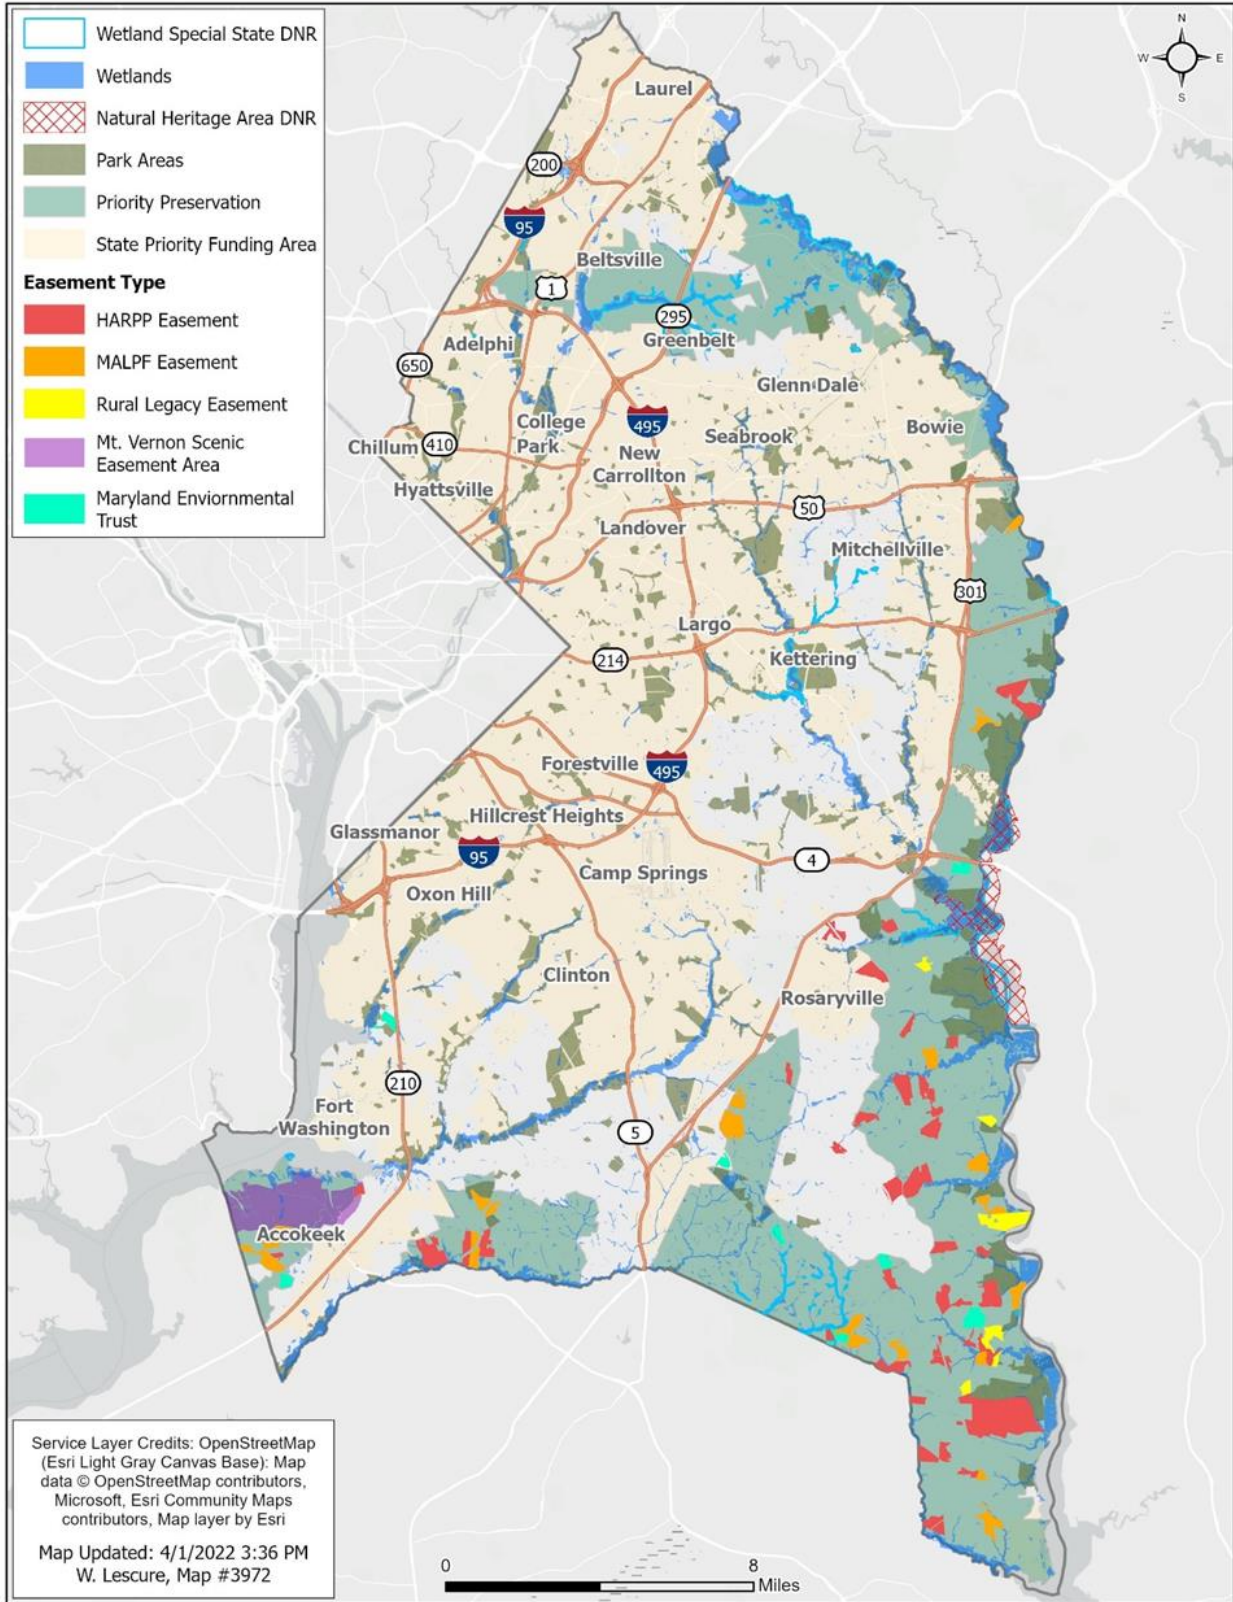 Wetland Special State DNR
Wetlands
Natural Heritage Area DNR
Park Areas
Priority Preservation
State Priority Funding Area
Easement Type
HARPP Easement
MALPF Easement
Rural Legacy Easement
Mt. Vernon Scenic
Easement Area
Maryland Enviornmental
Trust
N
W
E
S
Laurel
200
95
Beltsville
1
295
Greenbelt
Adelphi
650
Glenn Dale
College
Park
495
Seabrook
Bowie
Chillum
410
New
Carrollton
Hyattsville
50
Landover
Mitchellville
301
Largo
214
Kettering
Forestville
495
Hillcrest Heights
Glassmanor
95
4
Camp Springs
Oxon Hill
Clinton
Rosaryville
210
Fort
Washington
5
Accokeek
Service Layer Credits: OpenStreetMap
(Esri Light Gray Canvas Base): Map
data © OpenStreetMap contributors,
Microsoft, Esri Community Maps
contributors, Map layer by Esri
Map Updated: 4/1/2022 3:36 PM
W. Lescure, Map #3972
0
8
Miles